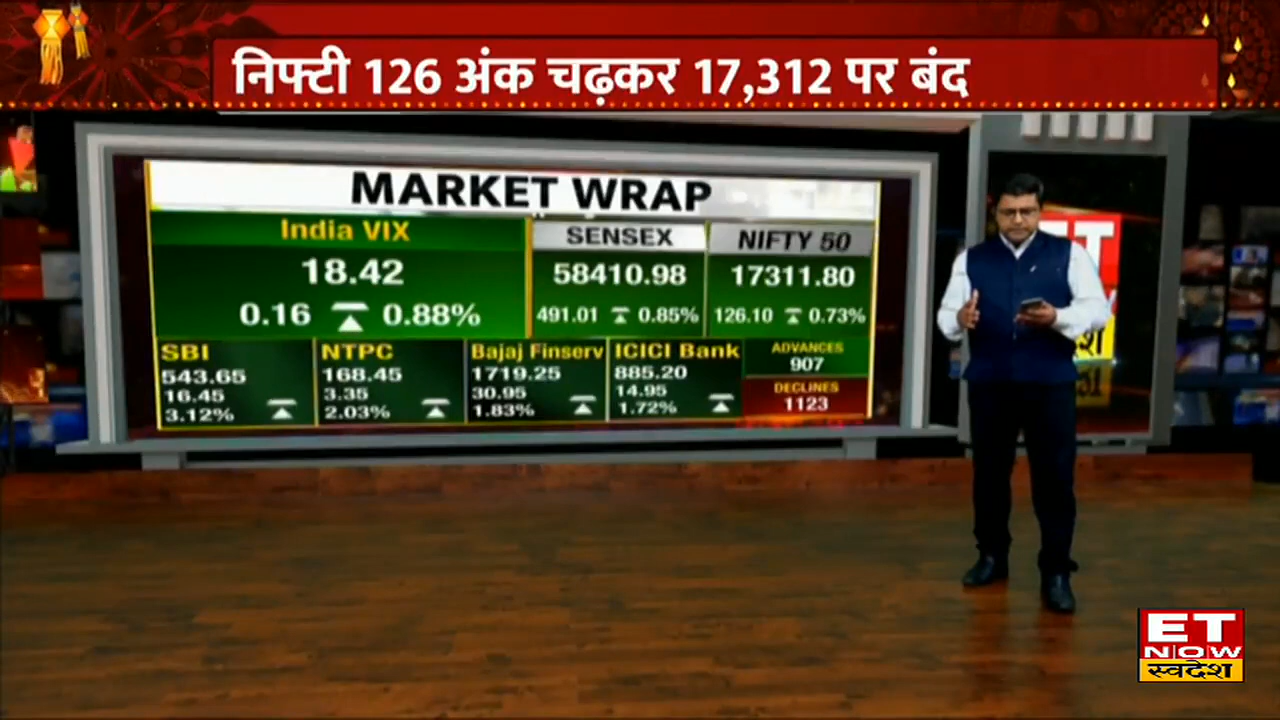 निफ्टी 126 अंक चढ़कर 17,312 पर बंद
MARKET WRAP
India VIX
18.42
0.16 0.88%
SENSEX
58410.98
491.01 0.85%
NIFTY 50
17311.80
126.10 0.73%
SBI
543.65
16.45
3.12%
NTPC
168.45
3.35
2.03%
Bajaj Finserv
1719.25
30.95
1.83%
ICICI Bank
885.20
14.95
1.72%
ADVANCES
907
DECLINES
1123
ET
ET
NOW
स्वदेश